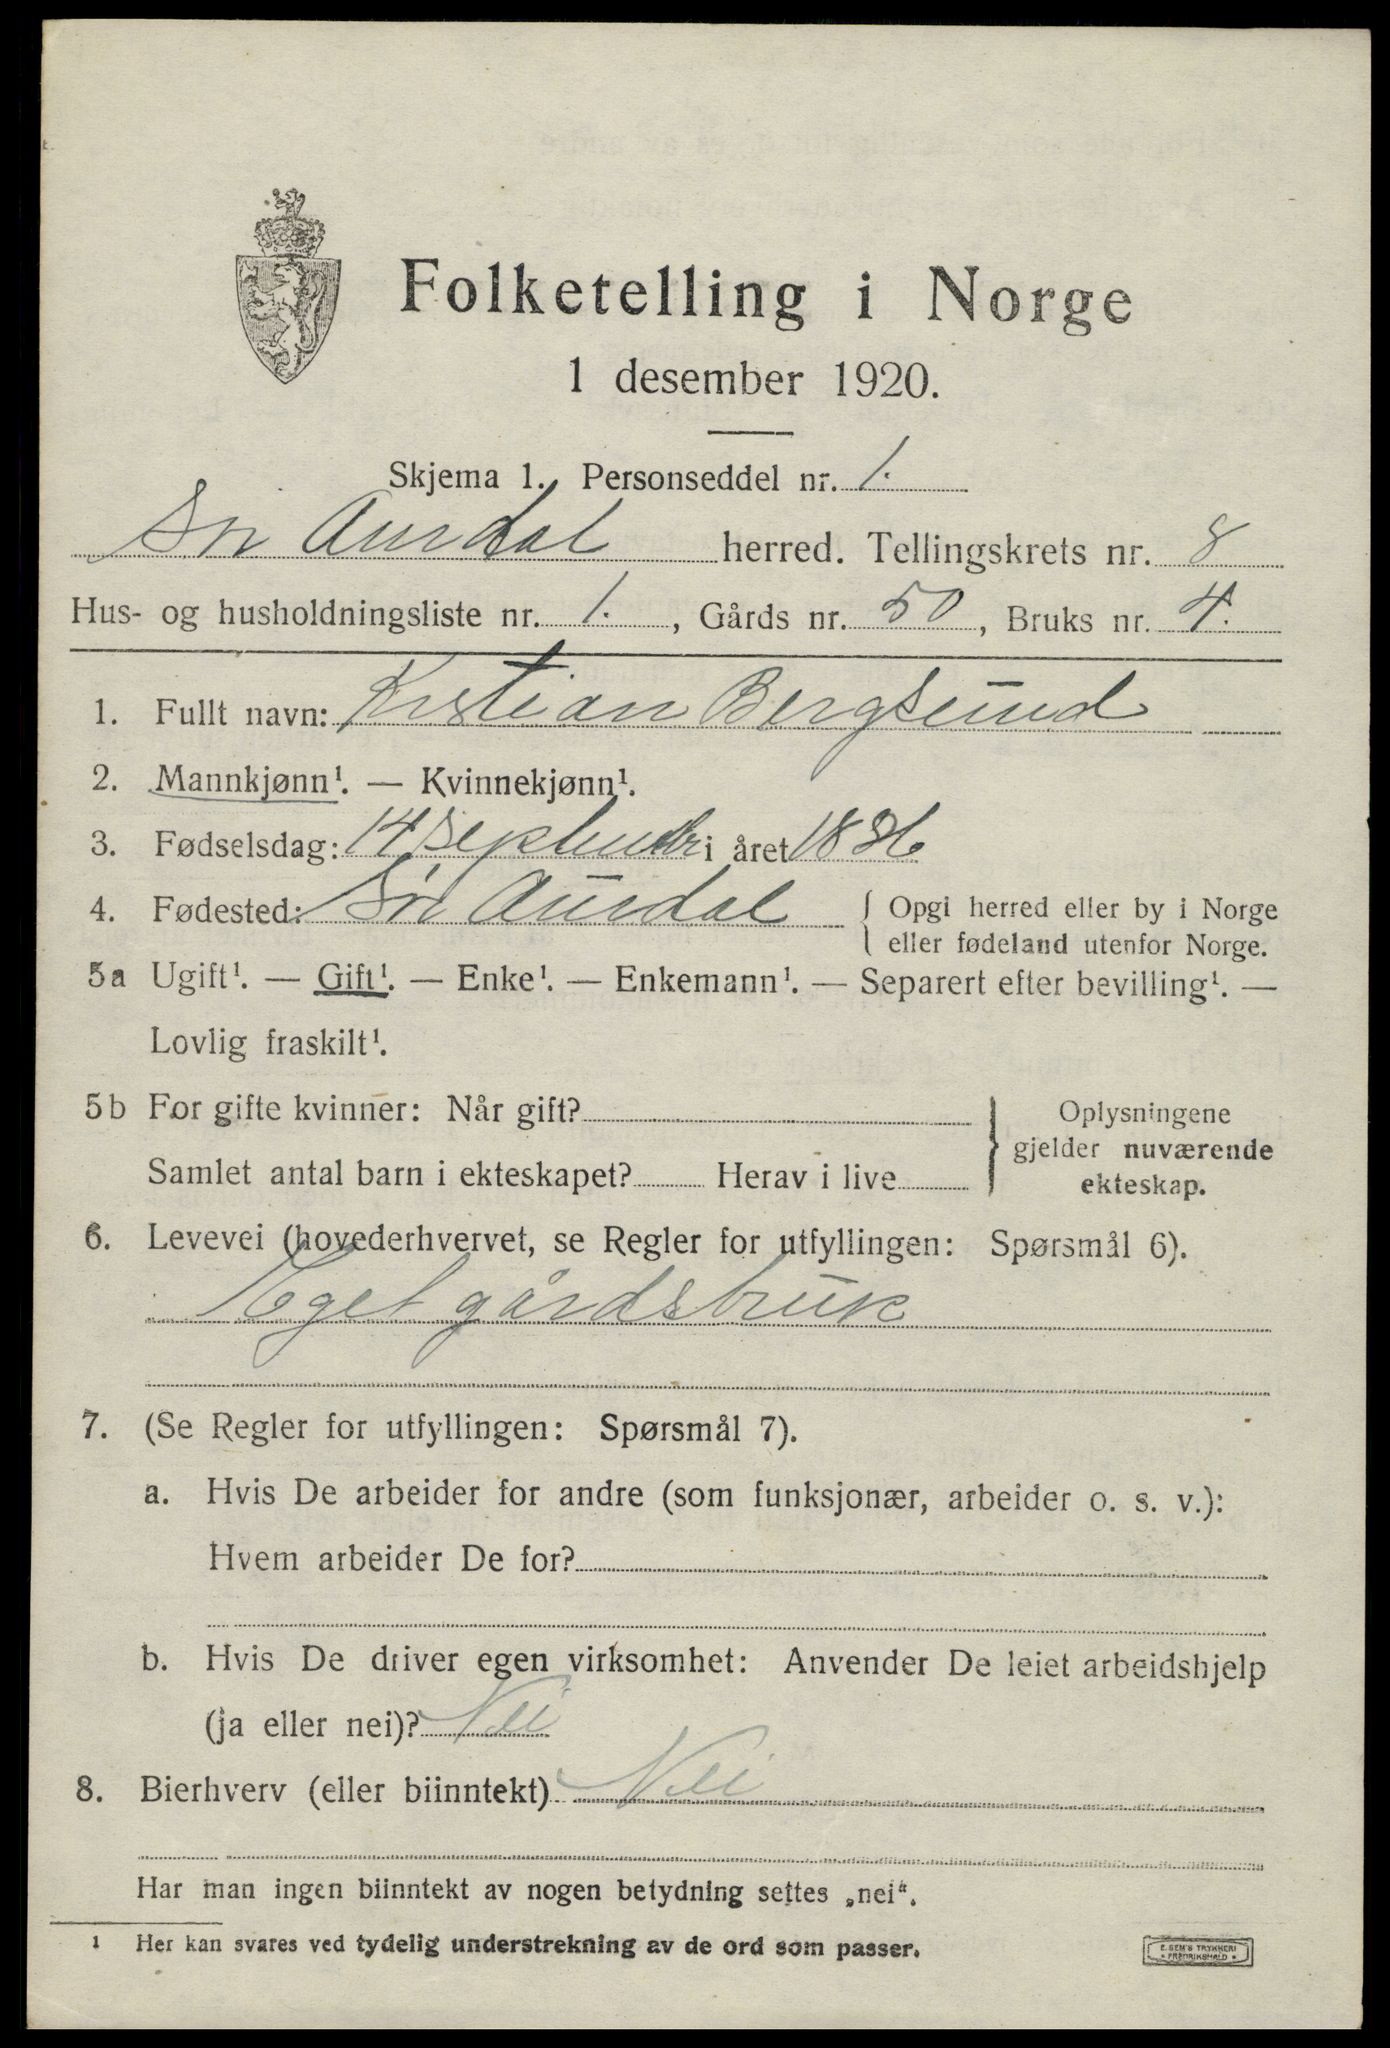 Folketelling i Norge
1 desember 1920.
Skjema 1. Personseddel nr. 1.
Sør Aurdal herred. Tellingskrets nr. 8
Hus- og husholdningsliste nr. 1., Gårds nr. 50, Bruks nr. 4.
1. Fullt navn: Kristian Bergsund
2. Mannkjønn¹. — Kvinnekjønn¹.
3. Fødselsdag: 14 September i året 1886
4. Fødested: Sør Aurdal { Opgi herred eller by i Norge
eller fødeland utenfor Norge.
5a Ugift¹. — Gift¹. — Enke¹. — Enkemann¹. — Separert efter bevilling¹. —
Lovlig fraskilt¹.
5b For gifte kvinner: Når gift?
Samlet antal barn i ekteskapet? Herav i live
} Oplysningene
gjelder nuværende
ekteskap.
6. Levevei (hovederhvervet, se Regler for utfyllingen: Spørsmål 6).
Eget gårdsbruk
7. (Se Regler for utfyllingen: Spørsmål 7).
a. Hvis De arbeider for andre (som funksjonær, arbeider o. s. v.):
Hvem arbeider De for?
b. Hvis De driver egen virksomhet: Anvender De leiet arbeidshjelp
(ja eller nei)? Nei
8. Bierhverv (eller biinntekt) Nei
Har man ingen biinntekt av nogen betydning settes „nei“.
1 Her kan svares ved tydelig understrekning av de ord som passer.
E. SEM'S TRYKKERI
• FREDRIKSHALD •